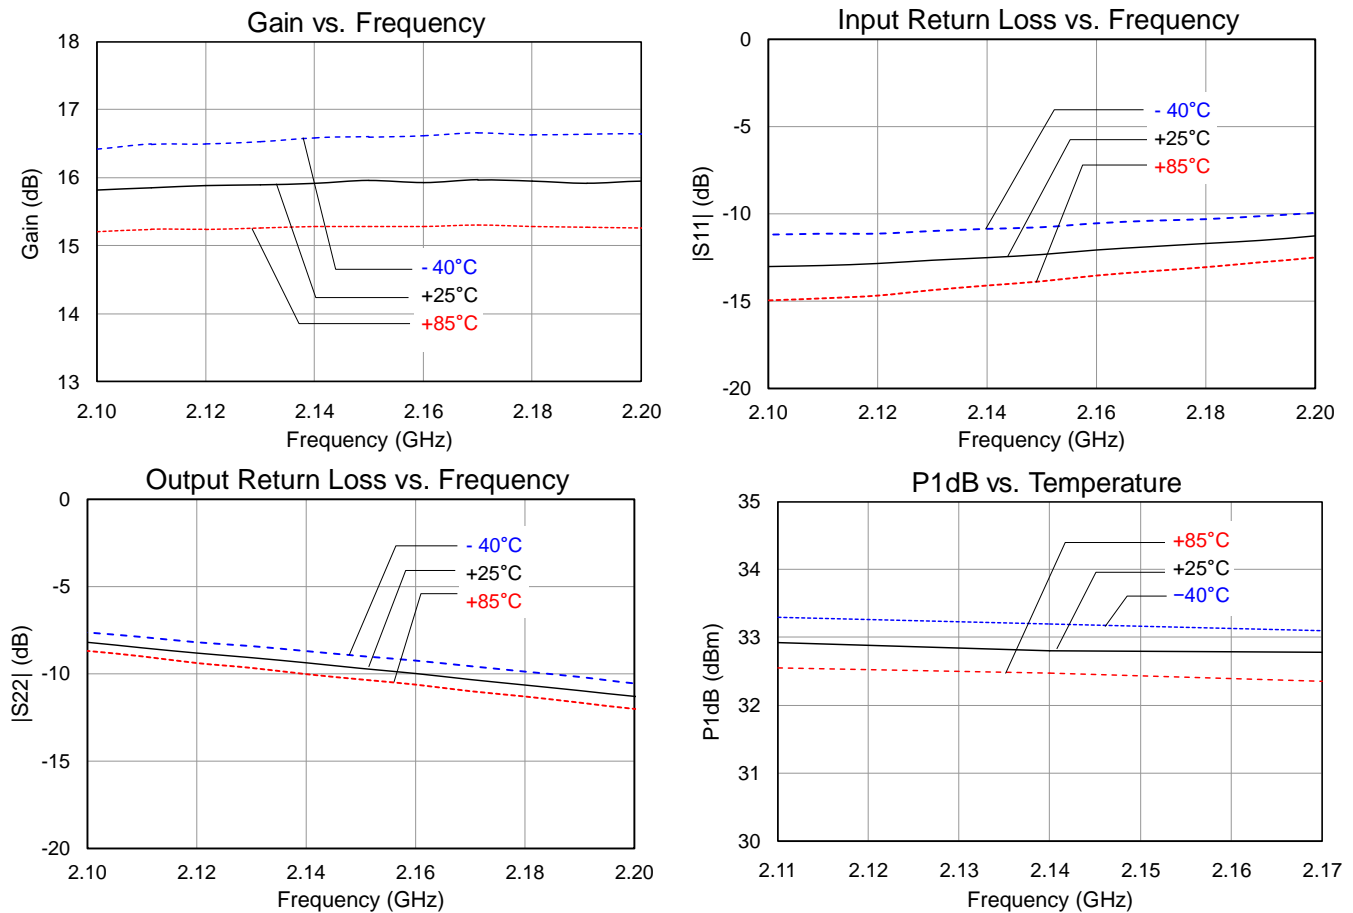 Gain vs. Frequency
18
17
16
15
14
13
Gain (dB)
- 40°C
+25°C
+85°C
2.10 2.12 2.14 2.16 2.18 2.20
Frequency (GHz)
Input Return Loss vs. Frequency
0
-5
-10
-15
-20
|S11| (dB)
- 40°C
+25°C
+85°C
2.10 2.12 2.14 2.16 2.18 2.20
Frequency (GHz)
Output Return Loss vs. Frequency
0
-5
-10
-15
-20
|S22| (dB)
- 40°C
+25°C
+85°C
2.10 2.12 2.14 2.16 2.18 2.20
Frequency (GHz)
P1dB vs. Temperature
35
34
33
32
31
30
P1dB (dBm)
+85°C
+25°C
−40°C
2.11 2.12 2.13 2.14 2.15 2.16 2.17
Frequency (GHz)